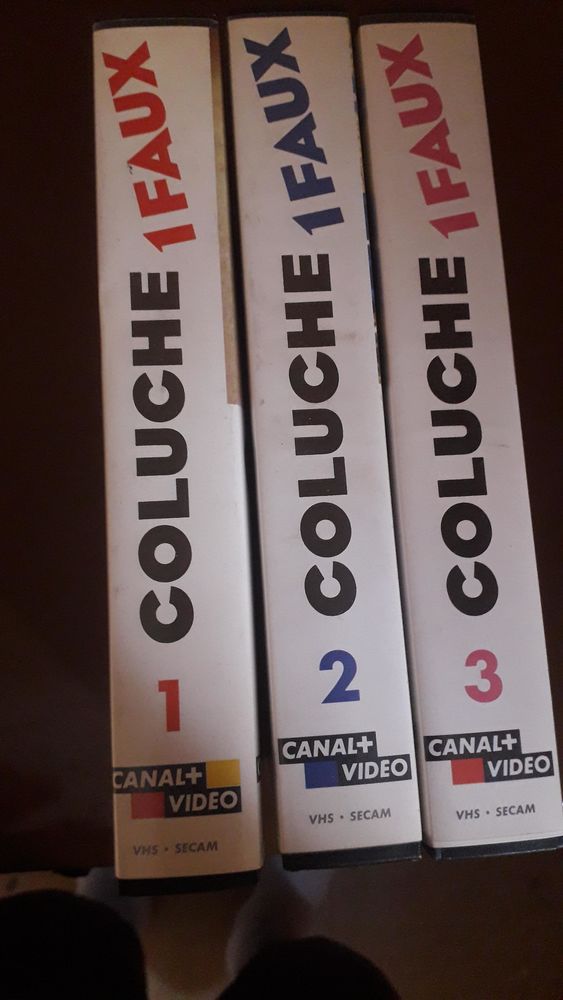 COLUCHE 1FAUX
1
CANAL+
VIDEO
VHS • SECAM
COLUCHE 1FAUX
2
CANAL+
VIDEO
VHS • SECAM
COLUCHE 1FAUX
3
CANAL+
VIDEO
VHS • SECAM